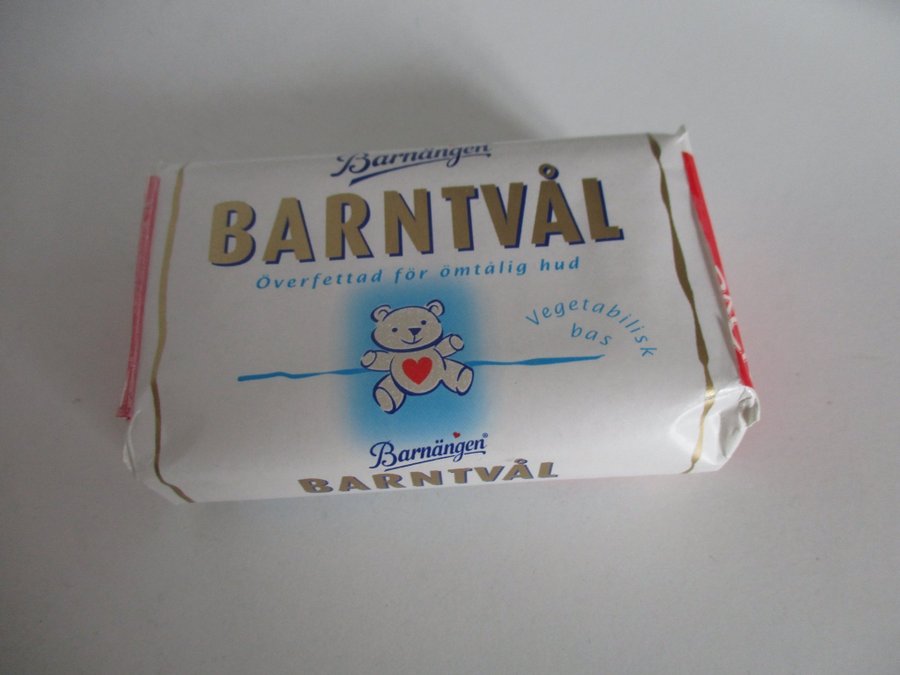 Barnängen
BARNTVÅL
Överfettad för ömtålig hud
Vegetabilisk
bas
Barnängen®
BARNTVÅL